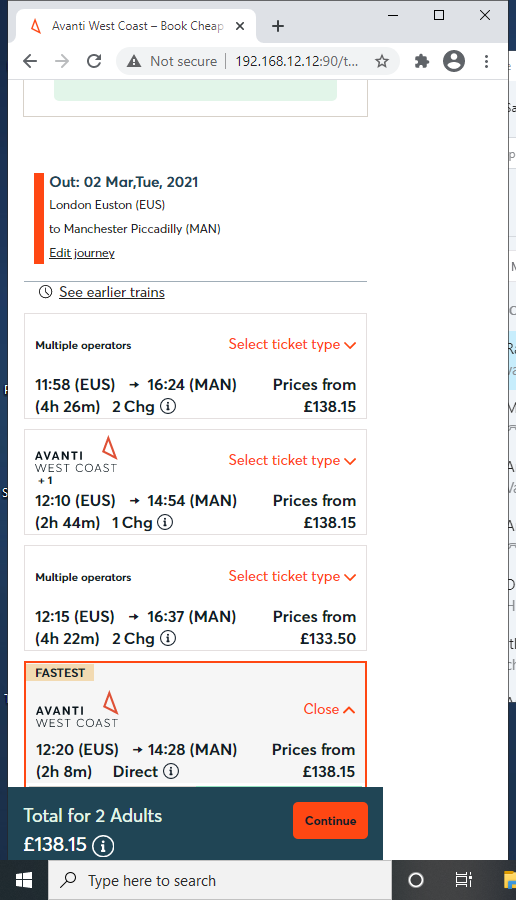 Avanti West Coast – Book Cheap
Not secure
192.168.12.12:90/t...
Out: 02 Mar,Tue, 2021
London Euston (EUS)
to Manchester Piccadilly (MAN)
Edit journey
See earlier trains
Multiple operators
Select ticket type
11:58 (EUS) → 16:24 (MAN)
Prices from
(4h 26m) 2 Chg
£138.15
AVANTI
WEST COAST
+ 1
Select ticket type
12:10 (EUS) → 14:54 (MAN)
Prices from
(2h 44m) 1 Chg
£138.15
Multiple operators
Select ticket type
12:15 (EUS) → 16:37 (MAN)
Prices from
(4h 22m) 2 Chg
£133.50
FASTEST
AVANTI
WEST COAST
Close
12:20 (EUS) → 14:28 (MAN)
Prices from
(2h 8m) Direct
£138.15
Total for 2 Adults
£138.15
Continue
Type here to search